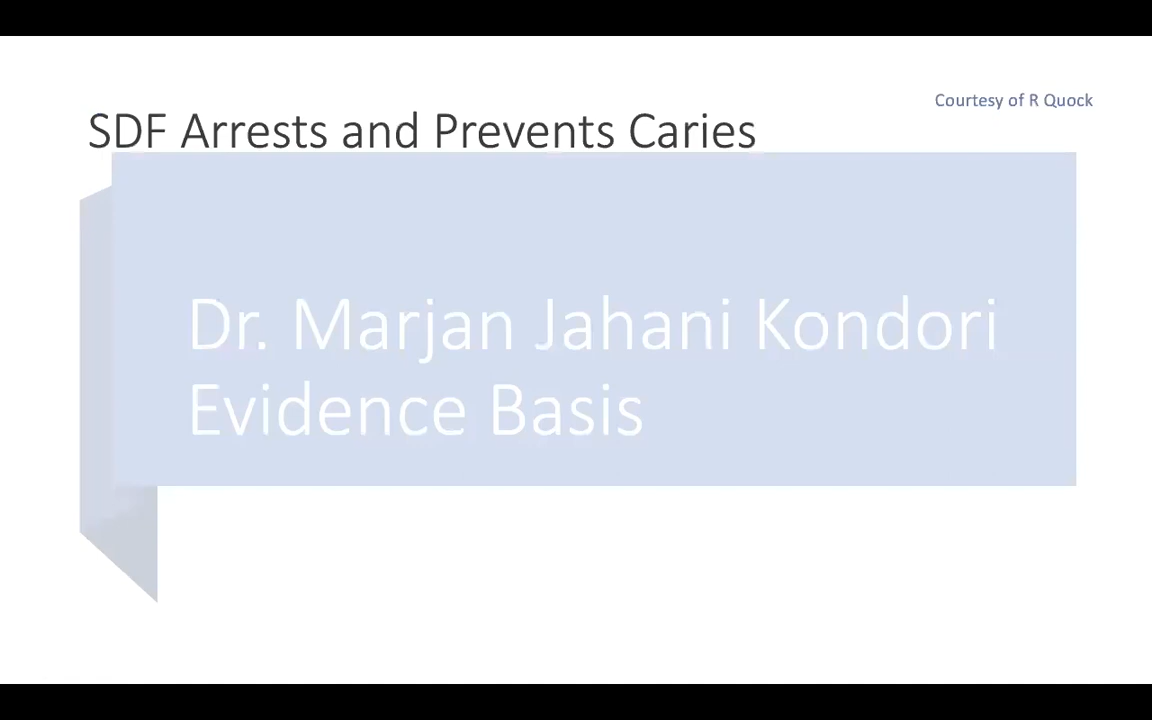 Courtesy of R Quock
SDF Arrests and Prevents Caries
Dr. Marjan Jahani Kondori
Evidence Basis